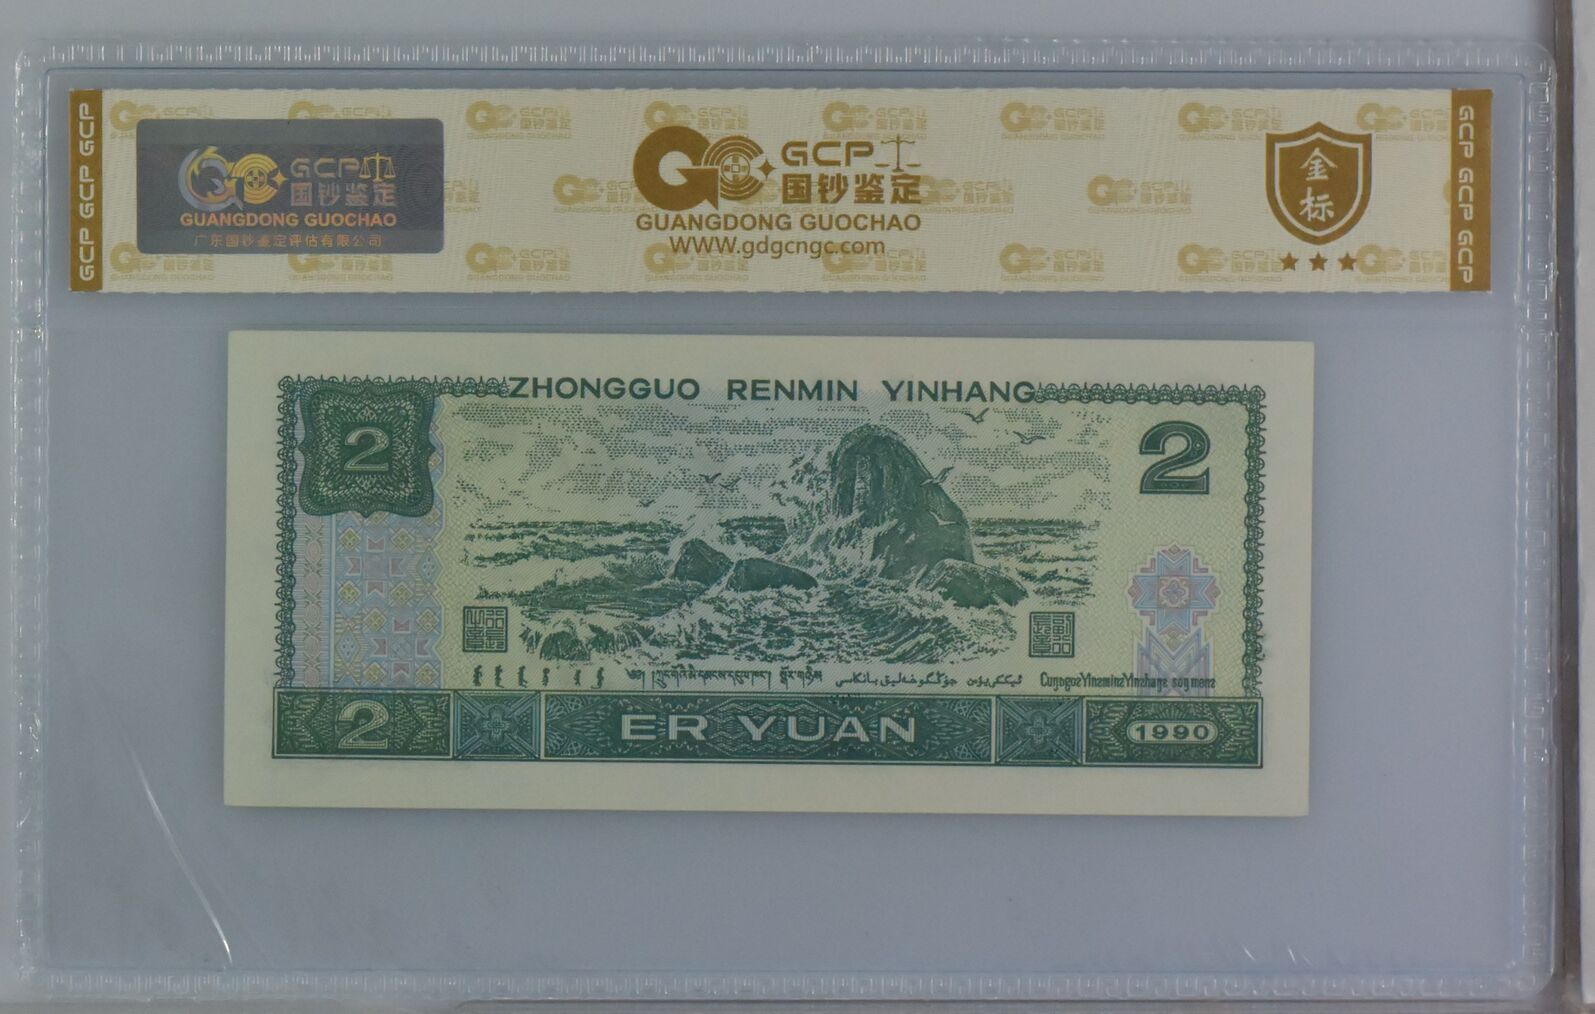 GCP GCP GCP
GCP
国钞鉴定
GUANGDONG GUOCHAO
广东国钞鉴定评估有限公司
GCP
国钞鉴定
GUANGDONG GUOCHAO
WWW.gdgcngc.com
金标
GCP GCP GCP
ZHONGGUO RENMIN YINHANG
2
2
2
ER YUAN
1990